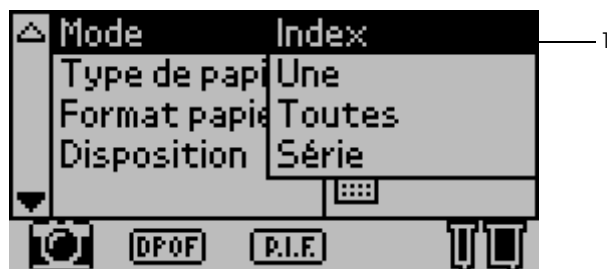 Mode Index 1
Type de papi Une
Format papie Toutes
Disposition Série
DPOF P.I.F.